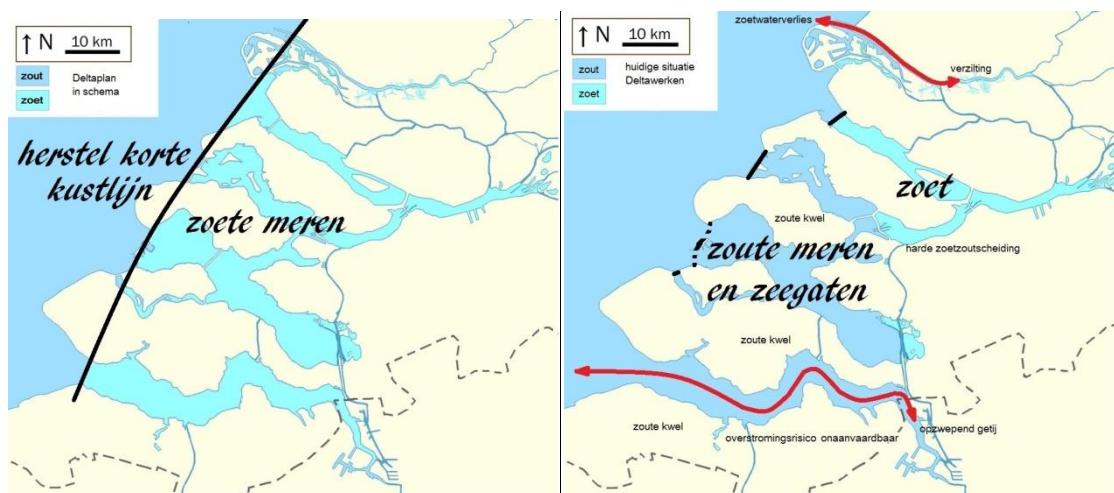 ↑ N 10 km
zout
zoet
Deltaplan
in schema
herstel korte
kustlijn
zoete meren
↑ N 10 km
zout
zoet
huidige situatie
Deltawerken
zoetwaterverlies
verzilting
zoet
zoute kwel
harde zoetzoutscheiding
zoute meren
en zeegaten
zoute kwel
zoute kwel
overstromingsrisico onaanvaardbaar
opzwepend getij